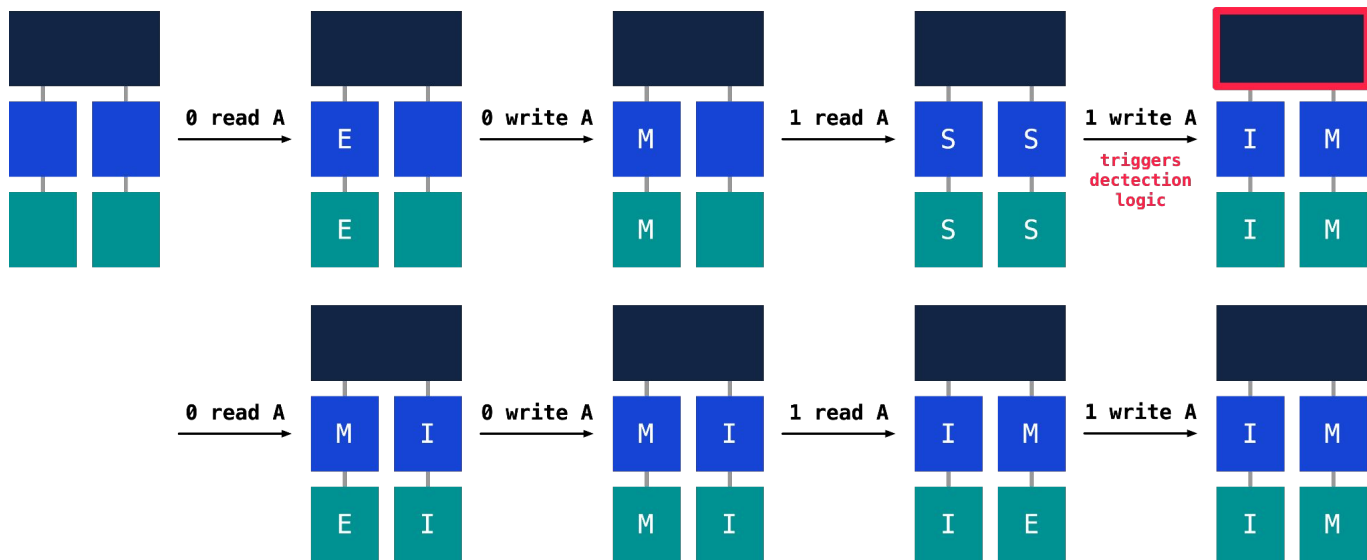 0 read A
0 write A
1 read A
1 write A
triggers
dectection
logic
E
M
S S
I M
E
M
S S
I M
0 read A
0 write A
1 read A
1 write A
M I
M I
I M
I M
E I
M I
I E
I M